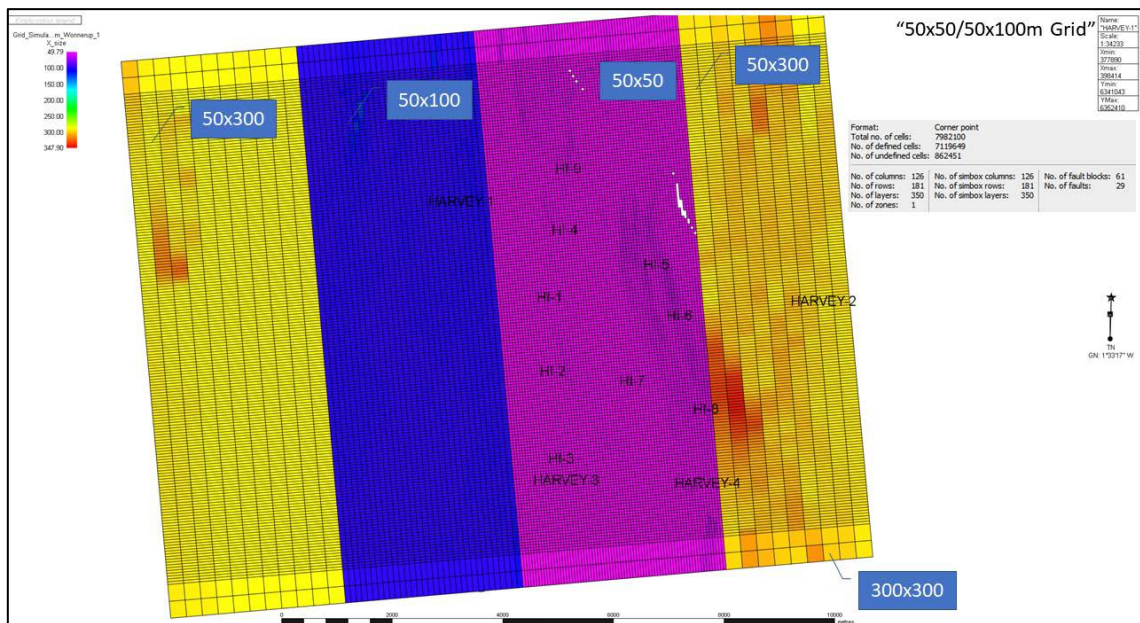 Empty colour legend
Grid_Simula...m_Wonnerup_1
X_size
49.79
100.00
150.00
200.00
250.00
300.00
347.90
"50x50/50x100m Grid"
Name:
"HARVEY-1"
Scale:
1:34233
Xmin:
377890
Xmax:
398414
Ymin:
6341043
YMax:
6352410
50x300
50x100
50x50
50x300
Format: Corner point
Total no. of cells: 7982100
No. of defined cells: 7119649
No. of undefined cells: 862451
No. of columns: 126 No. of simbox columns: 126 No. of fault blocks: 61
No. of rows: 181 No. of simbox rows: 181 No. of faults: 29
No. of layers: 350 No. of simbox layers: 350
No. of zones: 1
HI-9
HARVEY-1
HI-4
HI-5
HI-1
HARVEY-2
HI-6
HI-2
HI-7
HI-8
HI-3
HARVEY-3
HARVEY-4
TN
GN: 1°33'17" W
300x300
0 2000 4000 6000 8000 10000
metres